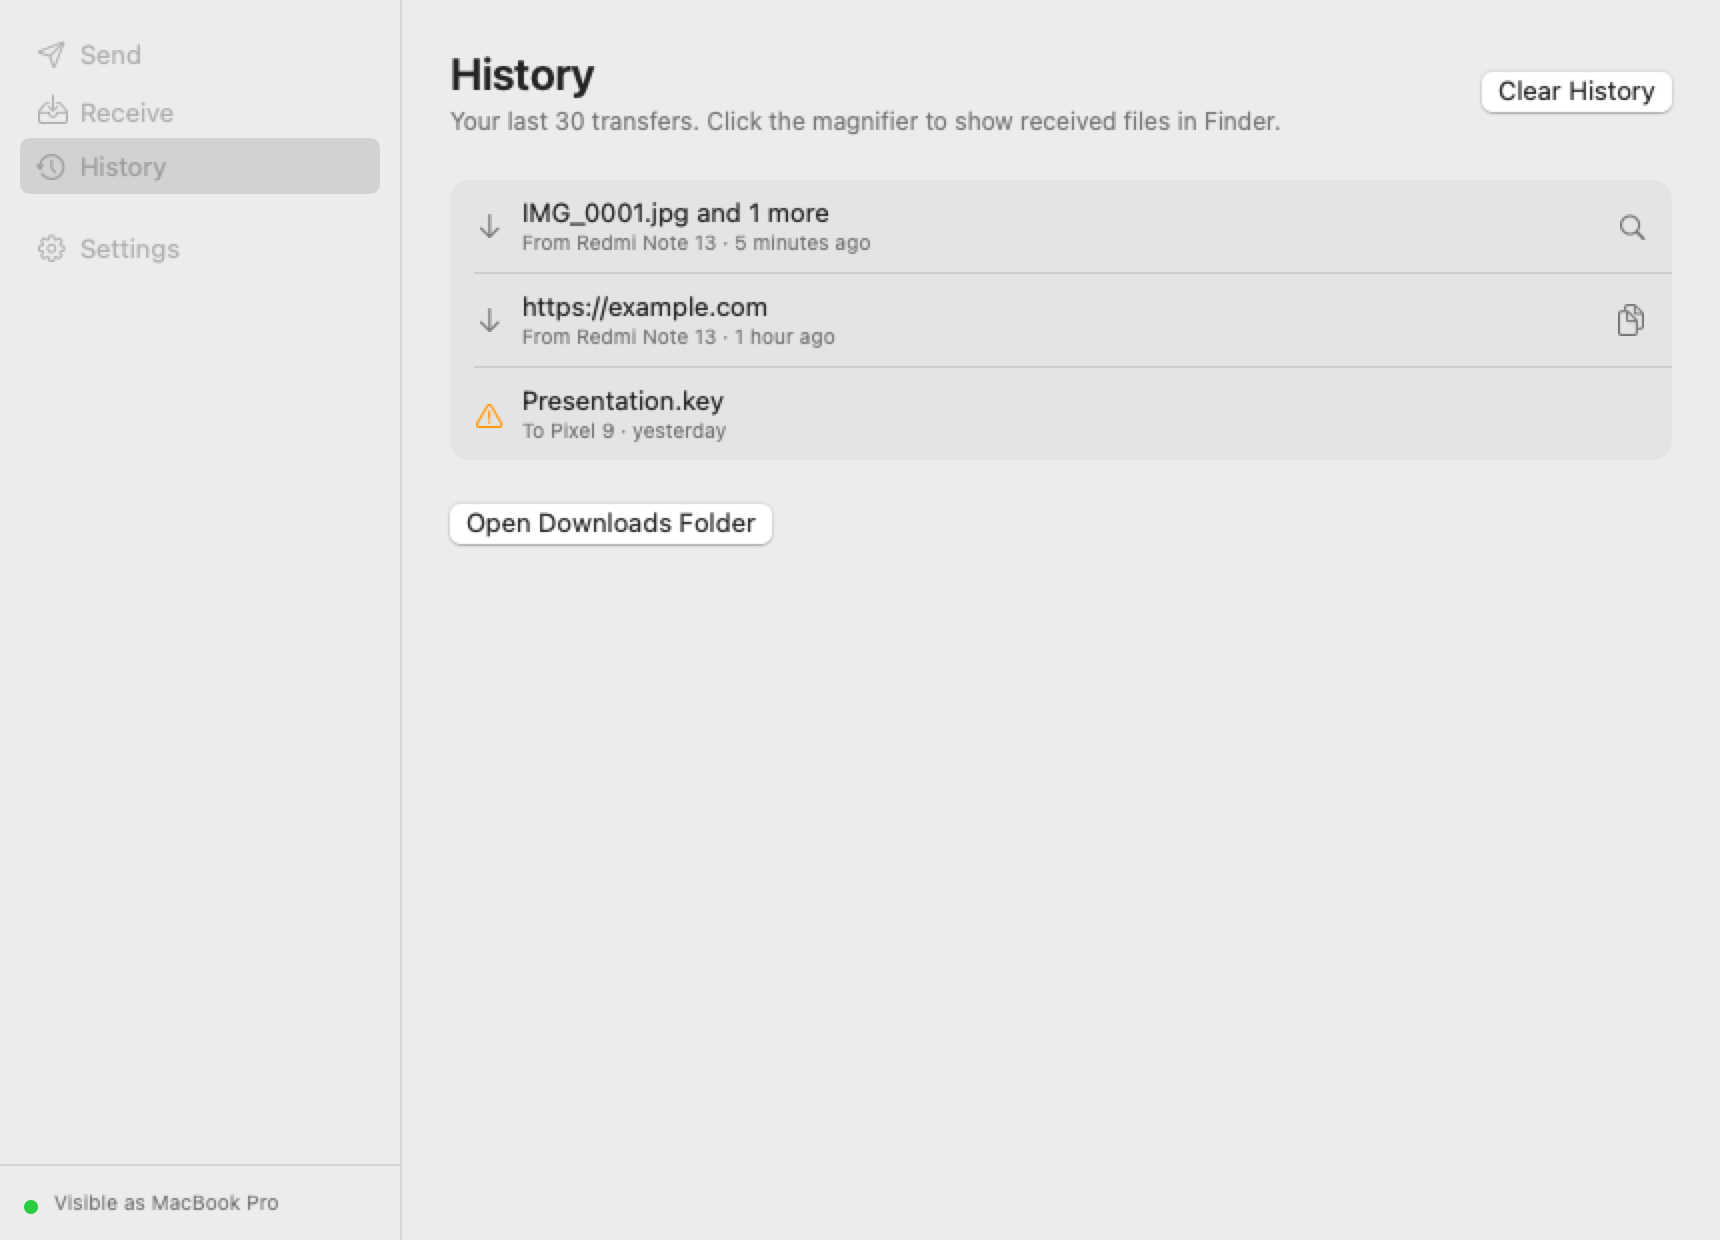 Send
Receive
History
Settings
History
Your last 30 transfers. Click the magnifier to show received files in Finder.
Clear History
IMG_0001.jpg and 1 more
From Redmi Note 13 · 5 minutes ago
https://example.com
From Redmi Note 13 · 1 hour ago
Presentation.key
To Pixel 9 · yesterday
Open Downloads Folder
Visible as MacBook Pro